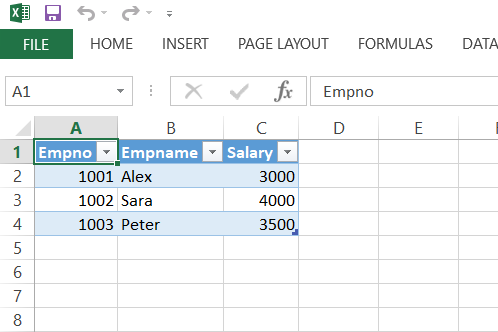 FILE HOME INSERT PAGE LAYOUT FORMULAS DATA
A1 fx Empno
A B C D E
1 Empno Empname Salary
2 1001 Alex 3000
3 1002 Sara 4000
4 1003 Peter 3500
5
6
7
8